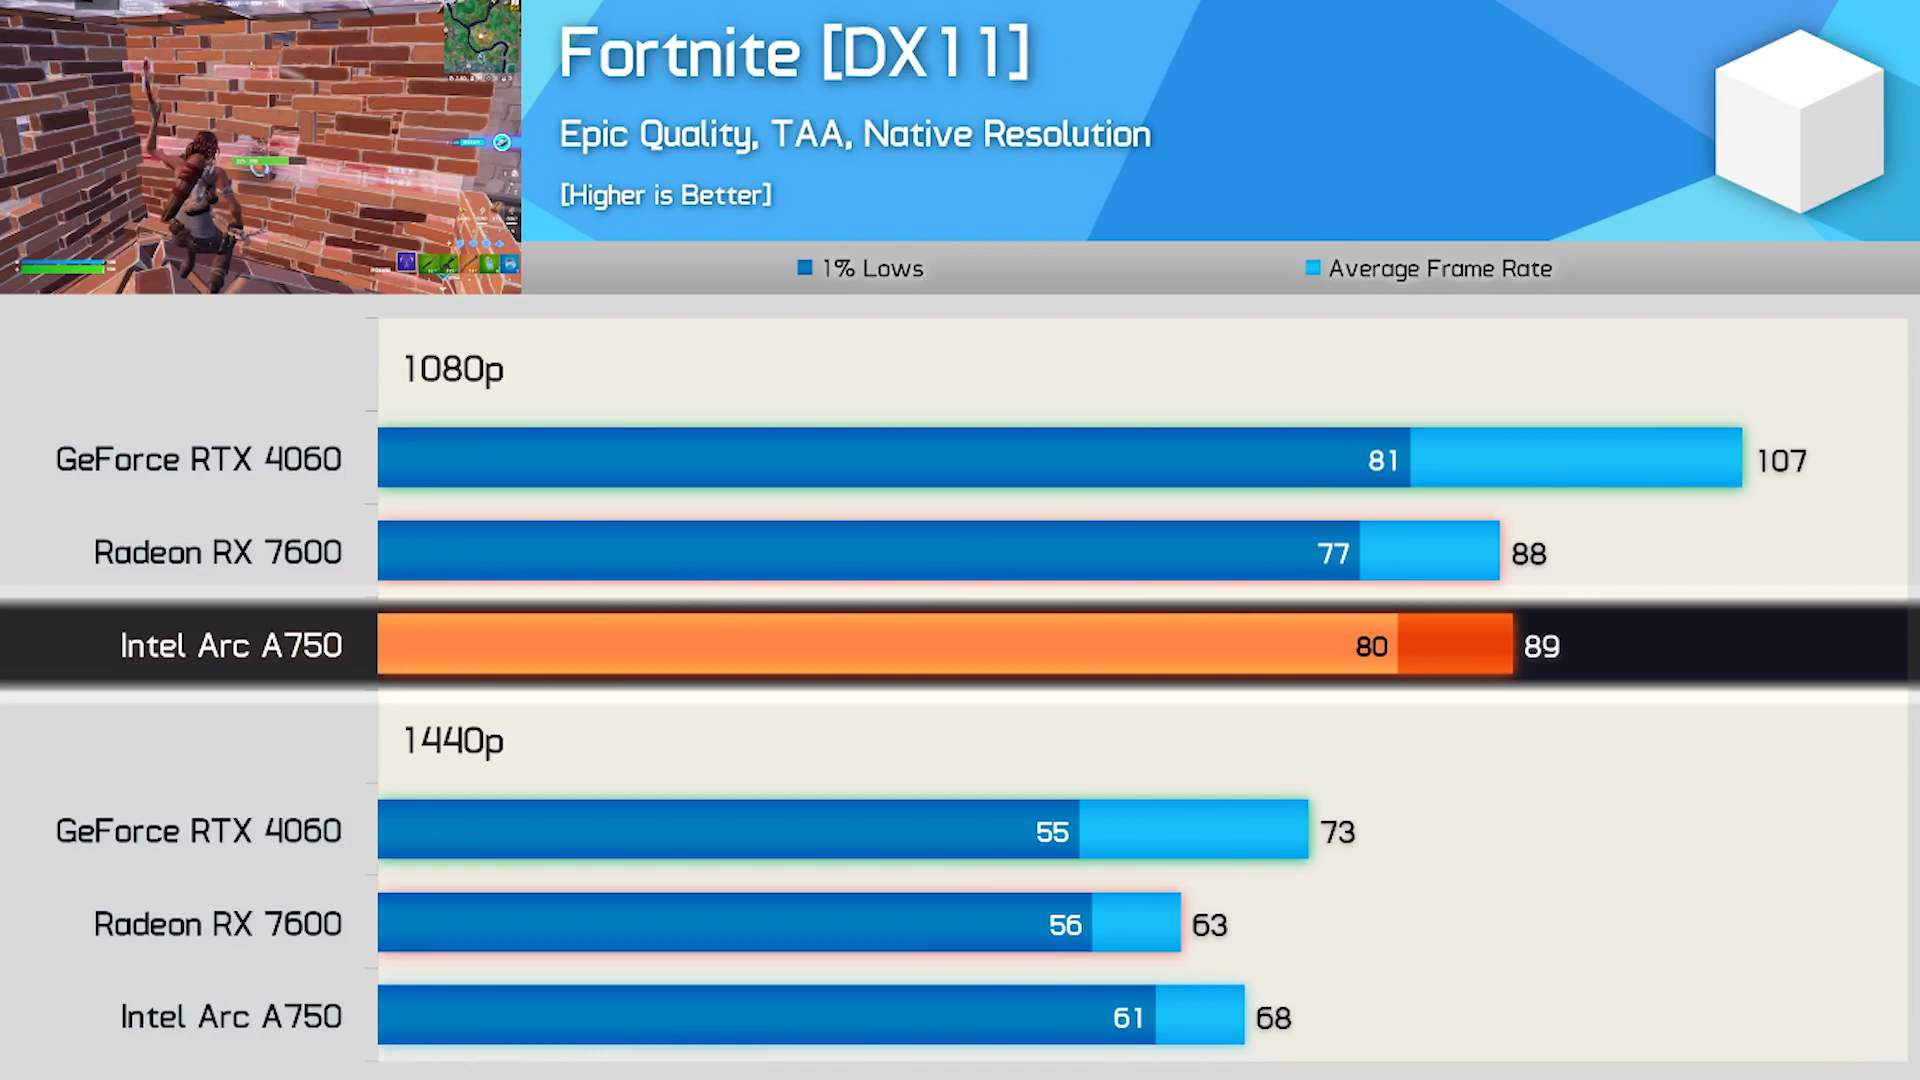 Fortnite [DX11]
Epic Quality, TAA, Native Resolution
[Higher is Better]
1% Lows
Average Frame Rate
1080p
GeForce RTX 4060
81
107
Radeon RX 7600
77
88
Intel Arc A750
80
89
1440p
GeForce RTX 4060
55
73
Radeon RX 7600
56
63
Intel Arc A750
61
68